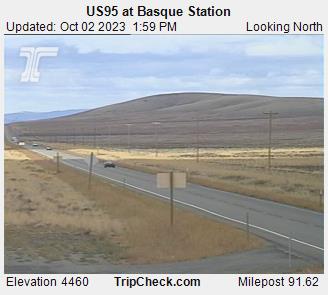 US95 at Basque Station
Updated: Oct 02 2023 1:59 PM Looking North
Elevation 4460 TripCheck.com Milepost 91.62